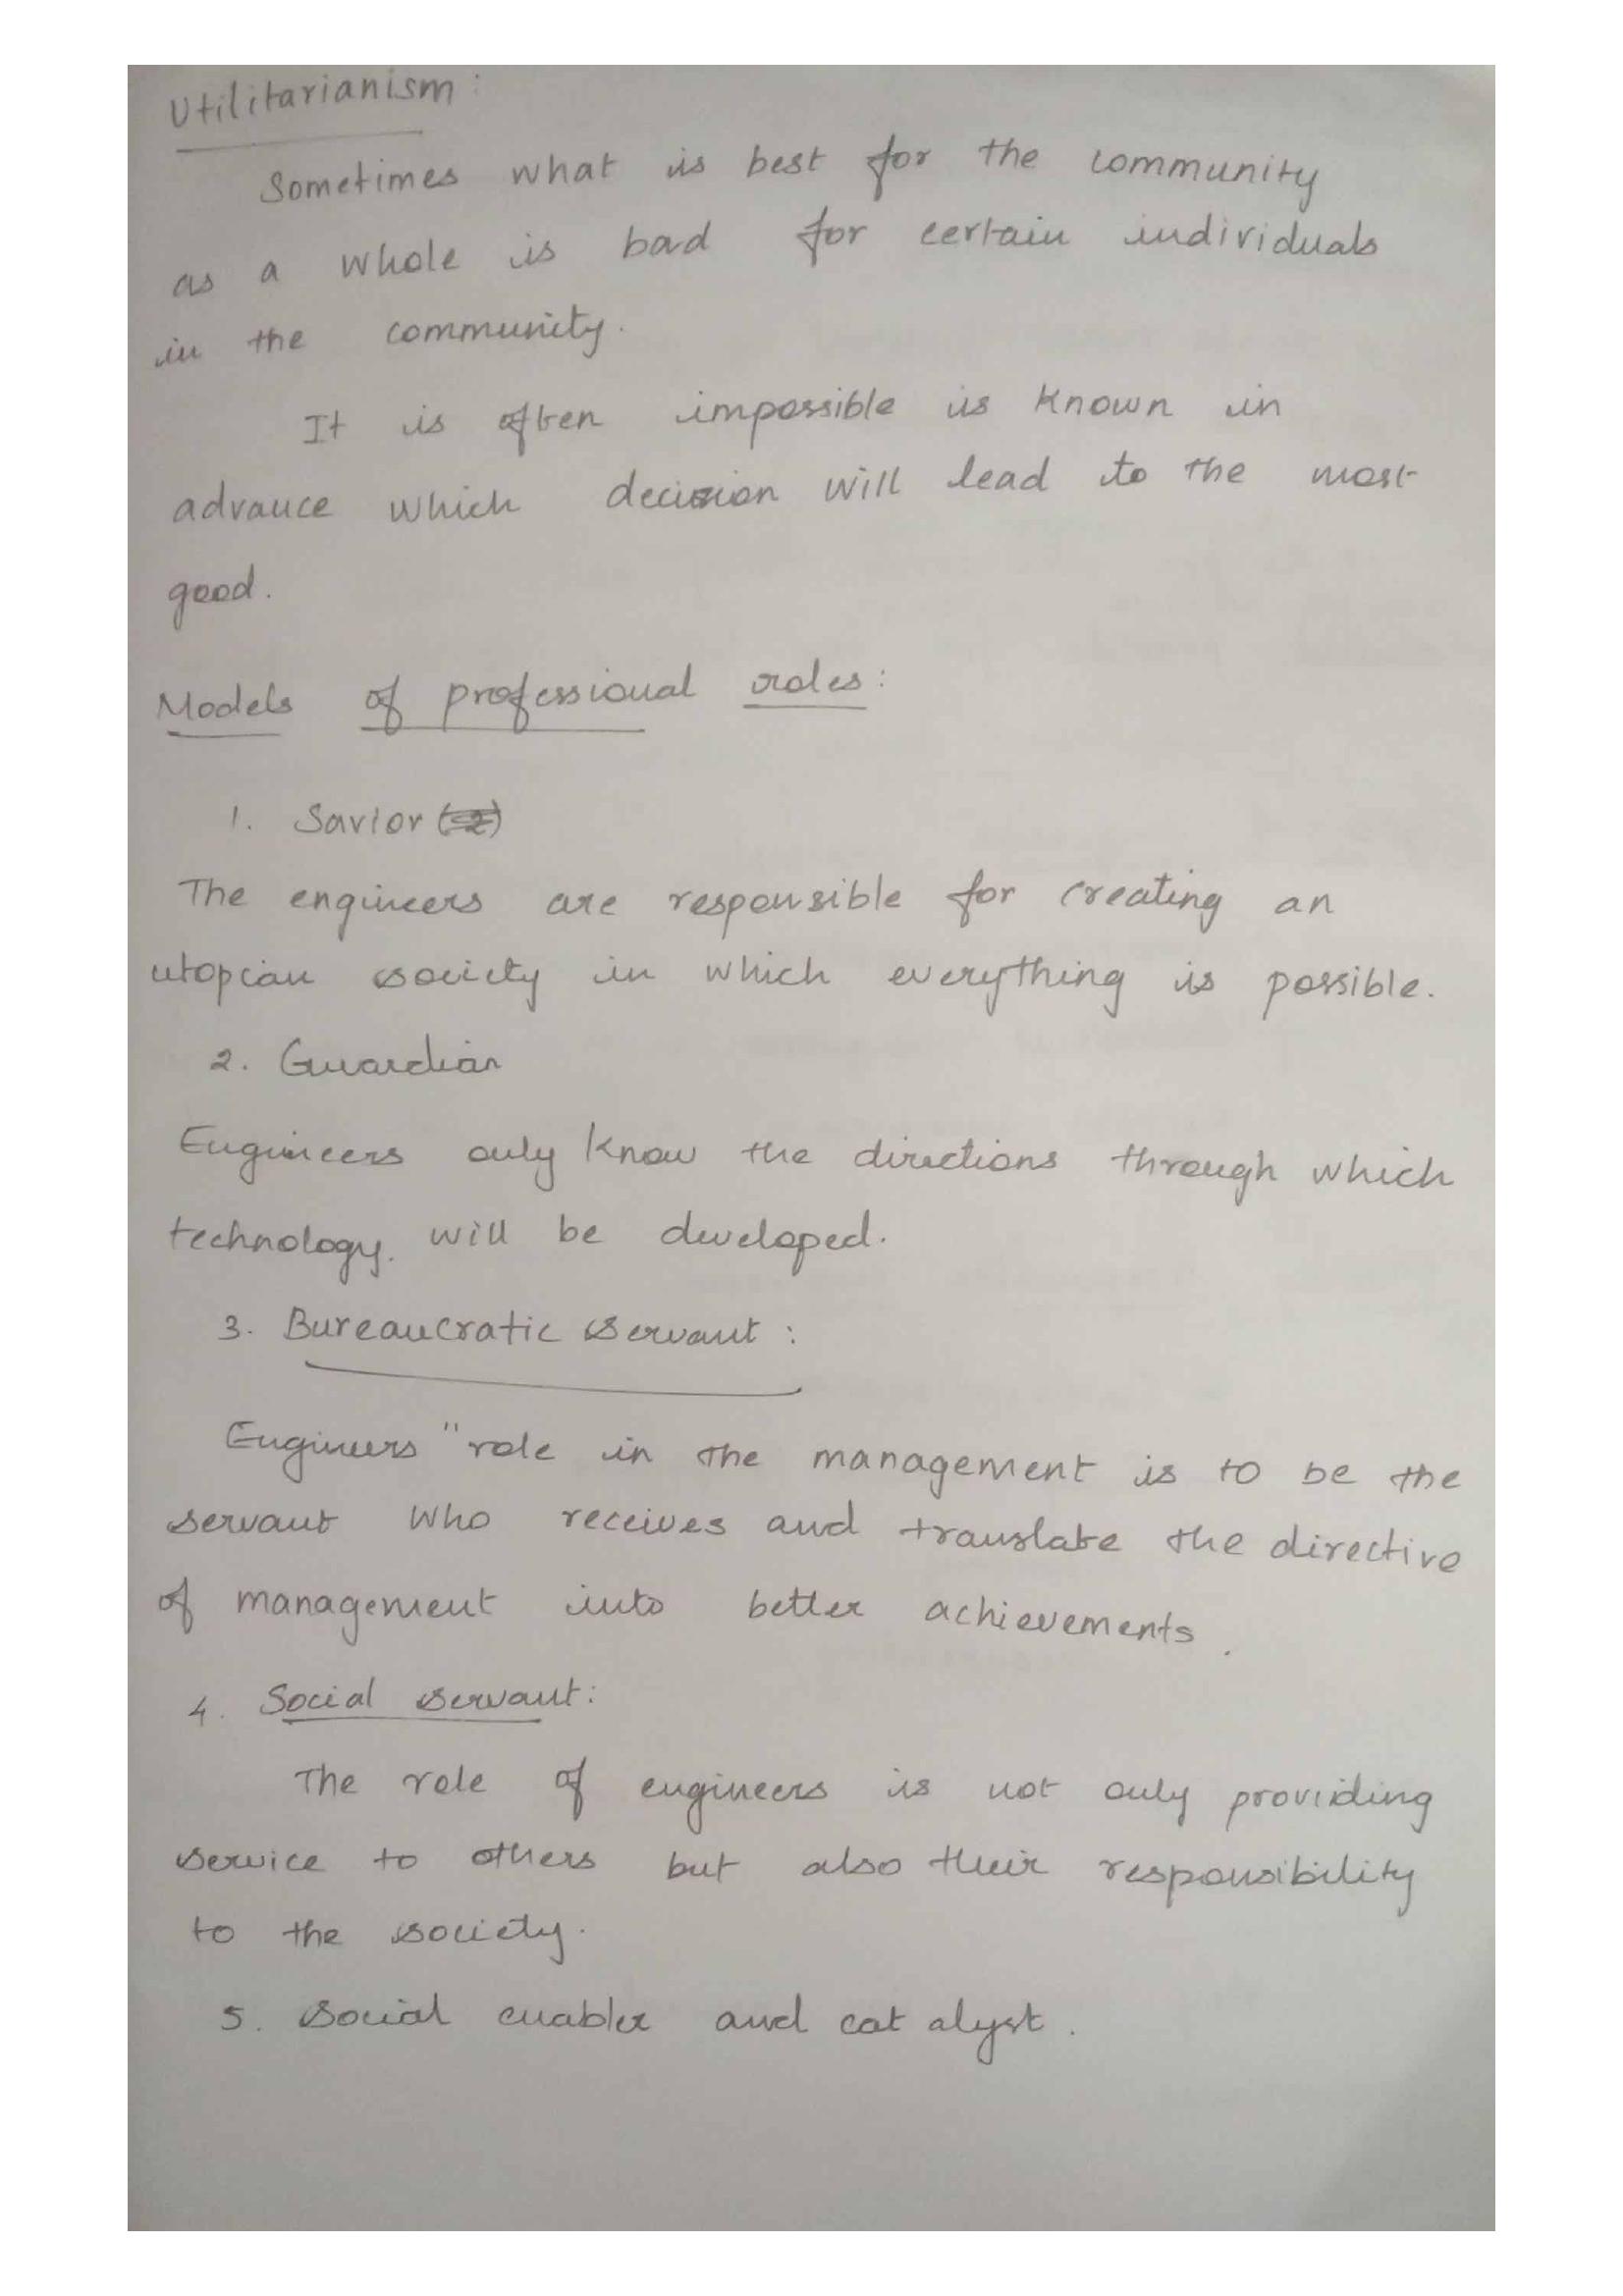 Utilitarianism:
Sometimes what is best for the community
as a whole is bad for certain individuals
in the community.
It is often impossible is known in
advance which decision will lead to the most
good.
Models of professional roles:
1. Savior
The engineers are responsible for creating an
utopian society in which everything is possible.
2. Guardian
Engineers only know the directions through which
technology. will be developed.
3. Bureaucratic servant:
Engineers "role in the management is to be the
servant who receives and translate the directive
of management into better achievements.
4. Social servant:
The role of engineers is not only providing
service to others but also their responsibility
to the society.
5. Social enabler and cat alyst.